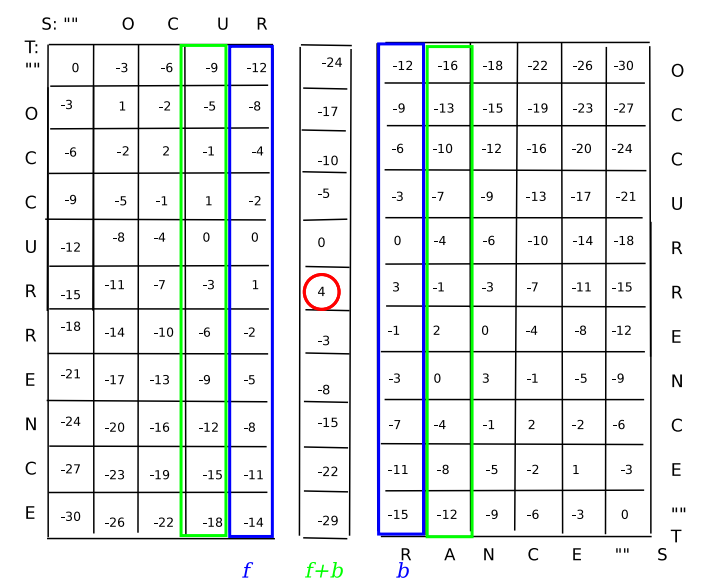 S: "" O C U R
T:
"" 0 -3 -6 -9 -12 -24 -12 -16 -18 -22 -26 -30 O
O -3 1 -2 -5 -8 -17 -9 -13 -15 -19 -23 -27 C
C -6 -2 2 -1 -4 -10 -6 -10 -12 -16 -20 -24 C
C -9 -5 -1 1 -2 -5 -3 -7 -9 -13 -17 -21 U
U -12 -8 -4 0 0 0 0 -4 -6 -10 -14 -18 R
R -15 -11 -7 -3 1 4 3 -1 -3 -7 -11 -15 R
R -18 -14 -10 -6 -2 -3 -1 2 0 -4 -8 -12 E
E -21 -17 -13 -9 -5 -8 -3 0 3 -1 -5 -9 N
N -24 -20 -16 -12 -8 -15 -7 -4 -1 2 -2 -6 C
C -27 -23 -19 -15 -11 -22 -11 -8 -5 -2 1 -3 E
E -30 -26 -22 -18 -14 -29 -15 -12 -9 -6 -3 0 ""
T
R A N C E "" S
f f+b b